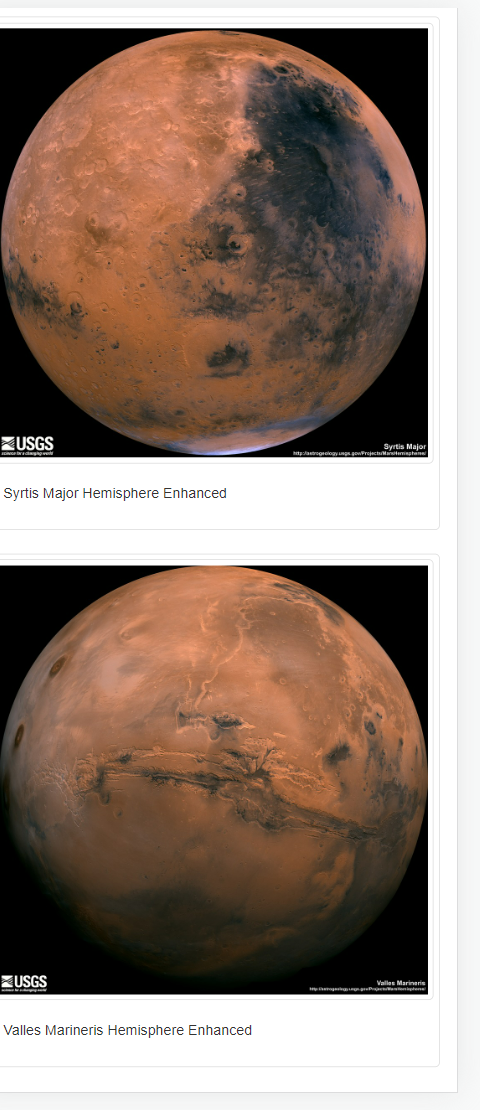 USGS
science for a changing world
Syrtis Major
http://astrogeology.usgs.gov/Projects/MarsHemispheres/
Syrtis Major Hemisphere Enhanced
USGS
science for a changing world
Valles Marineris
http://astrogeology.usgs.gov/Projects/MarsHemispheres/
Valles Marineris Hemisphere Enhanced